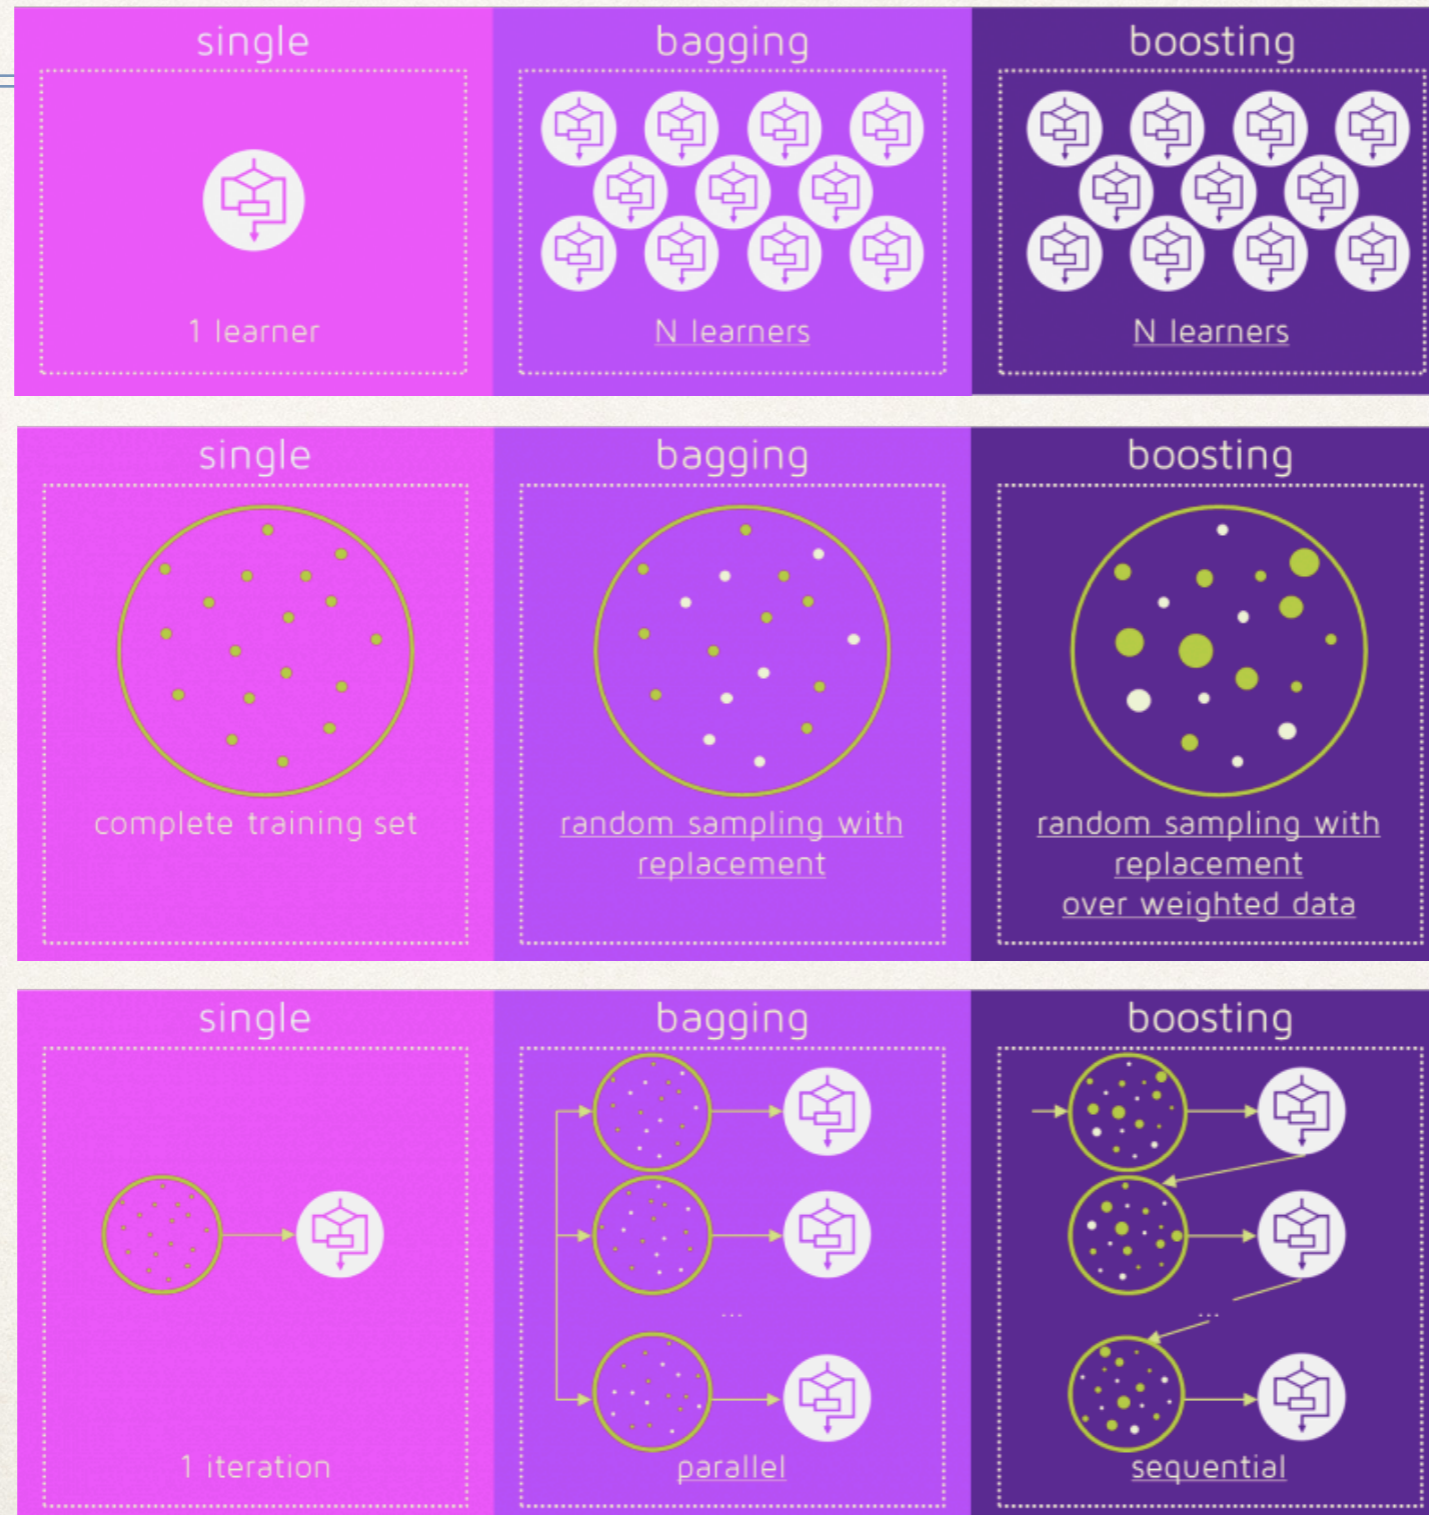 single
bagging
boosting
1 learner
N learners
N learners
single
bagging
boosting
complete training set
random sampling with
replacement
random sampling with
replacement
over weighted data
single
bagging
boosting
...
...
1 iteration
parallel
sequential